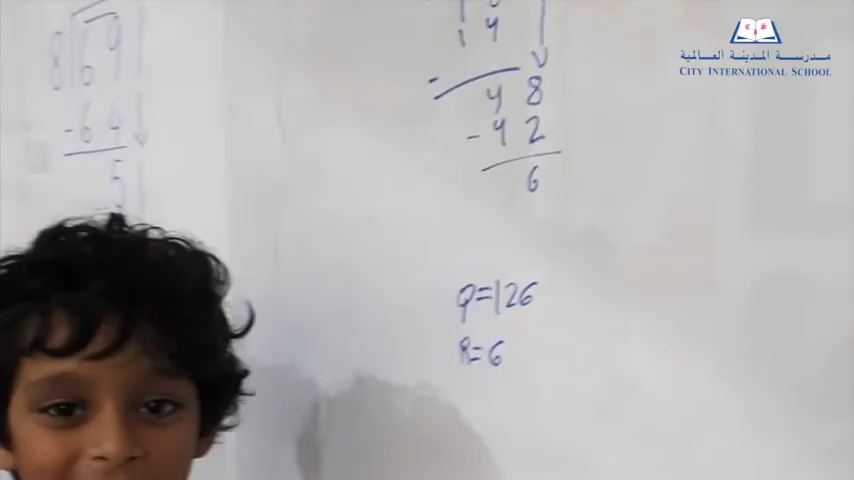 8 69
-64
5
14
-
48
-42
6
Q=126
R=6
مدرسة المدينة العالمية
CITY INTERNATIONAL SCHOOL